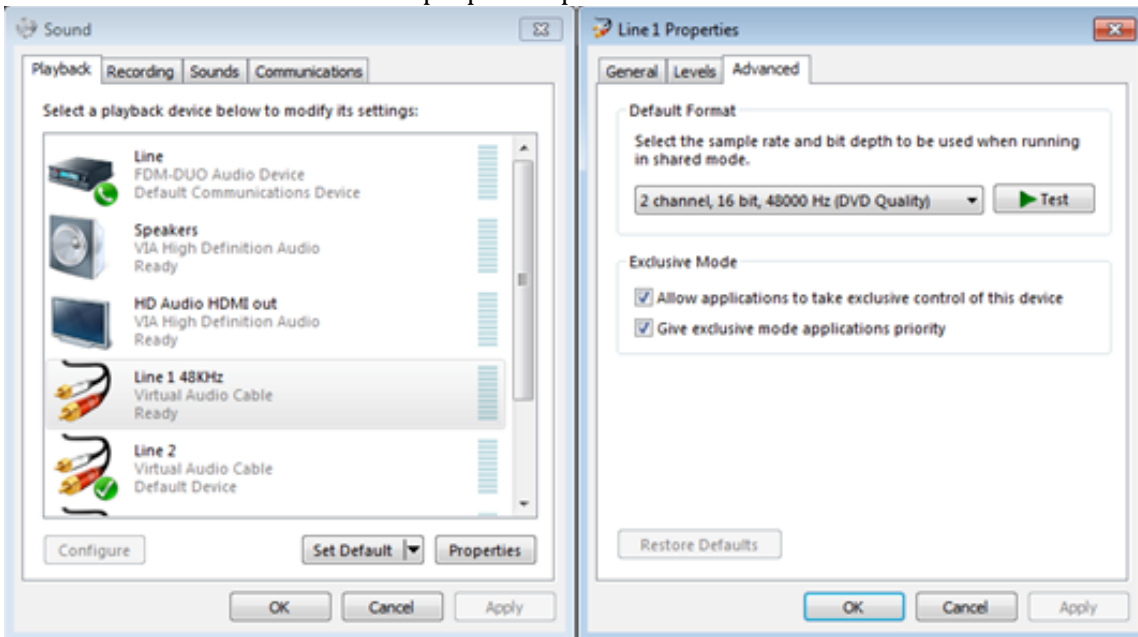 Sound
Playback Recording Sounds Communications
Select a playback device below to modify its settings:
Line
FDM-DUO Audio Device
Default Communications Device
Speakers
VIA High Definition Audio
Ready
HD Audio HDMI out
VIA High Definition Audio
Ready
Line 1 48KHz
Virtual Audio Cable
Ready
Line 2
Virtual Audio Cable
Default Device
Configure Set Default Properties
OK Cancel Apply
Line 1 Properties
General Levels Advanced
Default Format
Select the sample rate and bit depth to be used when running
in shared mode.
2 channel, 16 bit, 48000 Hz (DVD Quality) Test
Exclusive Mode
Allow applications to take exclusive control of this device
Give exclusive mode applications priority
Restore Defaults
OK Cancel Apply